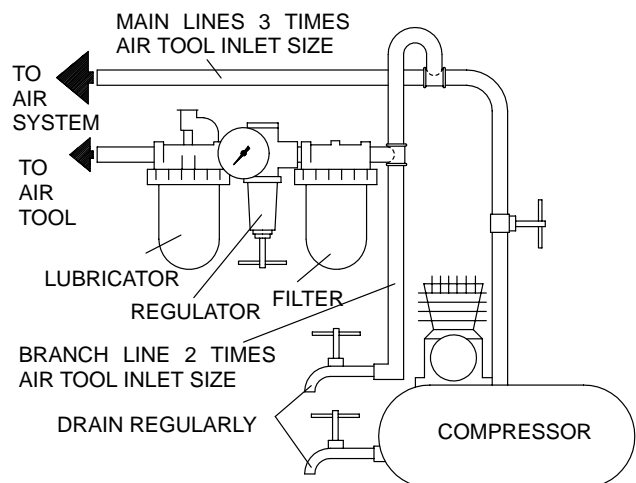 MAIN LINES 3 TIMES
AIR TOOL INLET SIZE
TO
AIR
SYSTEM
TO
AIR
TOOL
LUBRICATOR
REGULATOR
FILTER
BRANCH LINE 2 TIMES
AIR TOOL INLET SIZE
DRAIN REGULARLY
COMPRESSOR